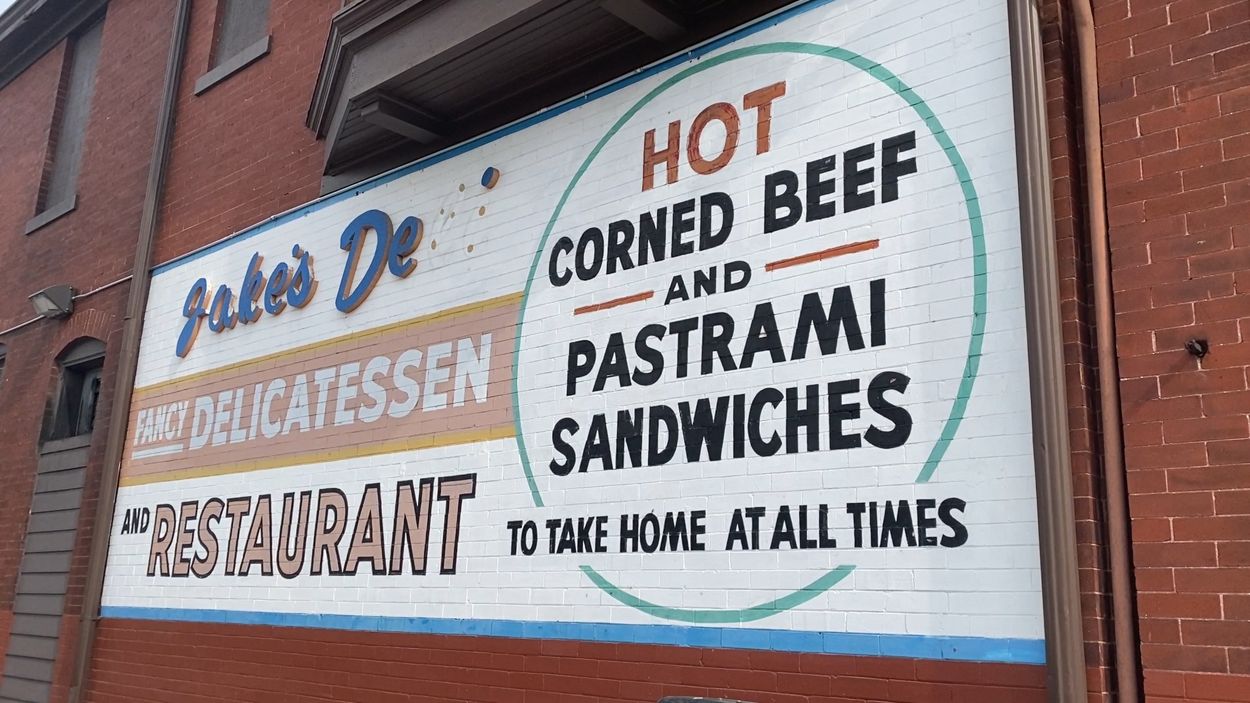 Jake's De
FANCY DELICATESSEN
AND RESTAURANT
HOT
CORNED BEEF
AND
PASTRAMI
SANDWICHES
TO TAKE HOME AT ALL TIMES